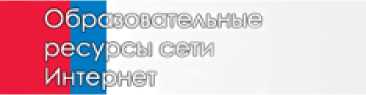 Образовательные
ресурсы сети
Интернет